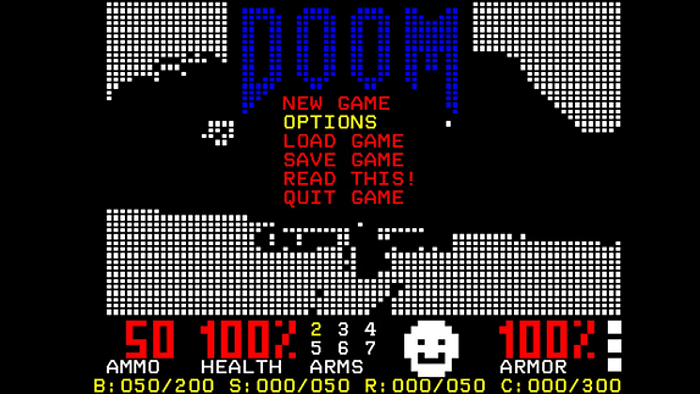 DOOM
NEW GAME
OPTIONS
LOAD GAME
SAVE GAME
READ THIS!
QUIT GAME
50 100% 2 3 4 100%
5 6 7
AMMO HEALTH ARMS ARMOR
B:050/200 S:000/050 R:000/050 C:000/300